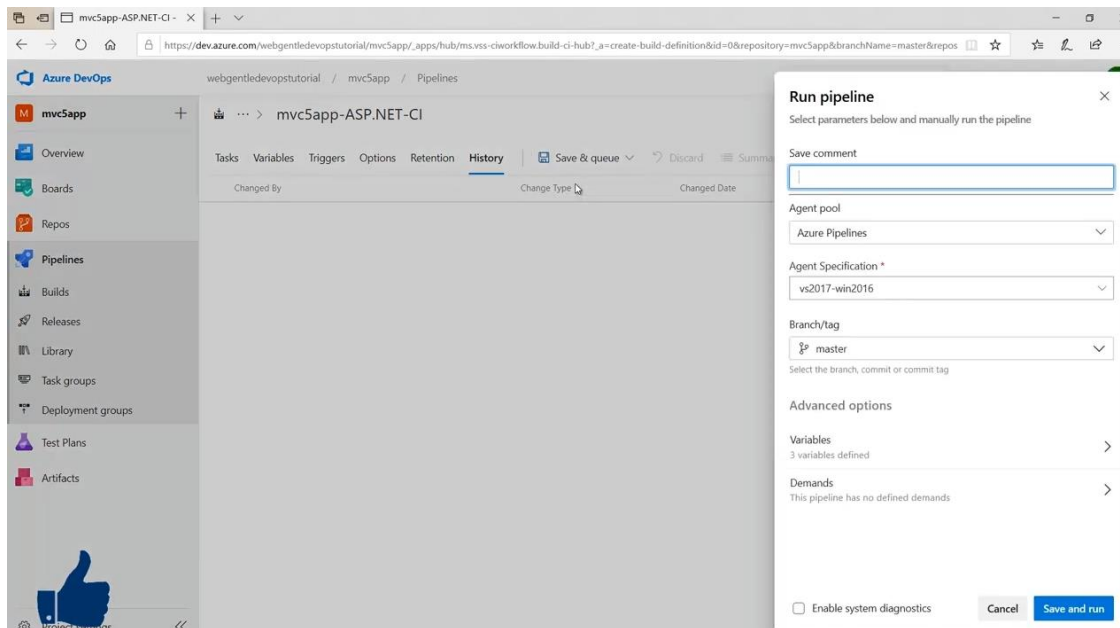 mvc5app-ASP.NET-CI -
https://dev.azure.com/webgentledevopstutorial/mvc5app/_apps/hub/ms.vss-ciworkflow.build-ci-hub?_a=create-build-definition&id=0&repository=mvc5app&branchName=master&repos
Azure DevOps
webgentledevopstutorial / mvc5app / Pipelines
M mvc5app
... > mvc5app-ASP.NET-CI
Overview
Boards
Repos
Pipelines
Builds
Releases
Library
Task groups
Deployment groups
Test Plans
Artifacts
Tasks Variables Triggers Options Retention History Save & queue Discard Summa
Changed By Change Type Changed Date
Run pipeline
Select parameters below and manually run the pipeline
Save comment
Agent pool
Azure Pipelines
Agent Specification *
vs2017-win2016
Branch/tag
master
Select the branch, commit or commit tag
Advanced options
Variables
3 variables defined
Demands
This pipeline has no defined demands
Enable system diagnostics Cancel Save and run